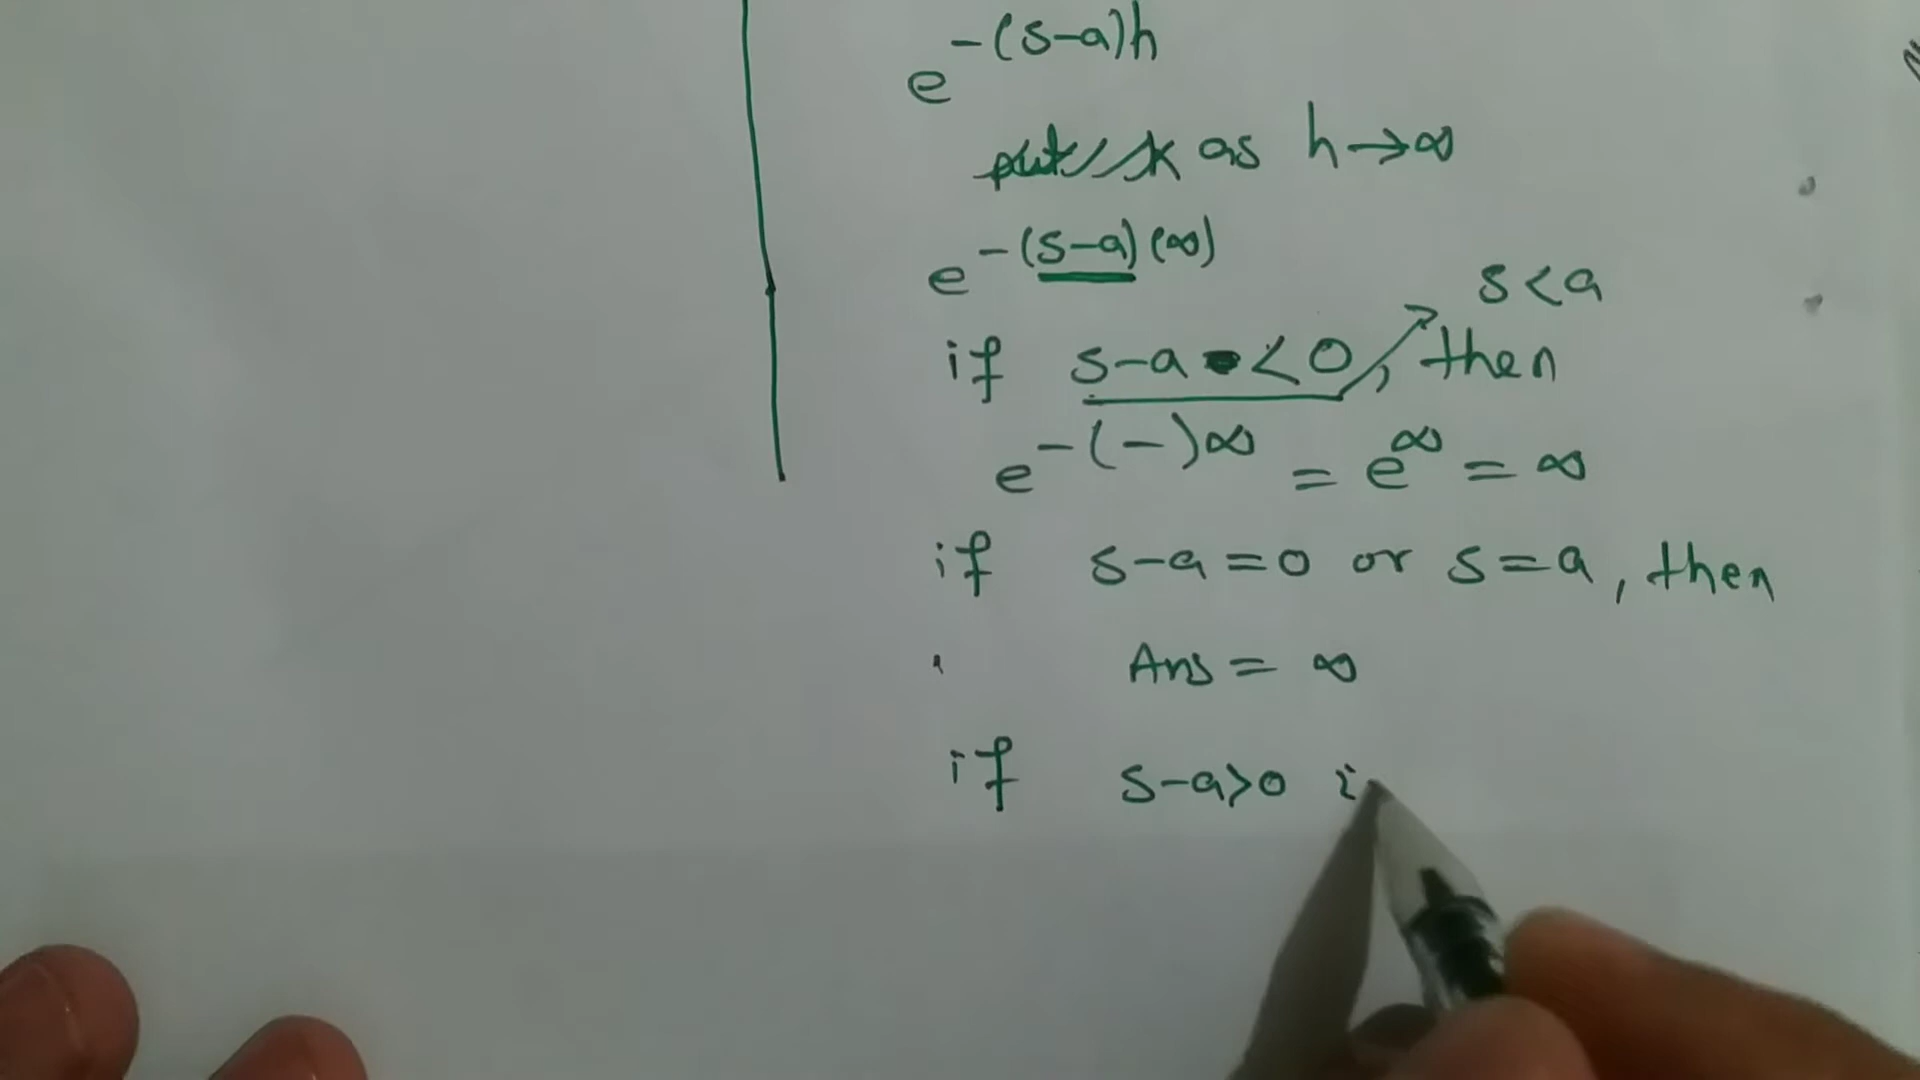 e^-(s-a)h
as h→∞
e^-(s-a)(∞)
s<a
if s-a<0, then
e^-(-)∞ = e^∞ = ∞
if s-a=0 or s=a, then
Ans = ∞
if s-a>0 i